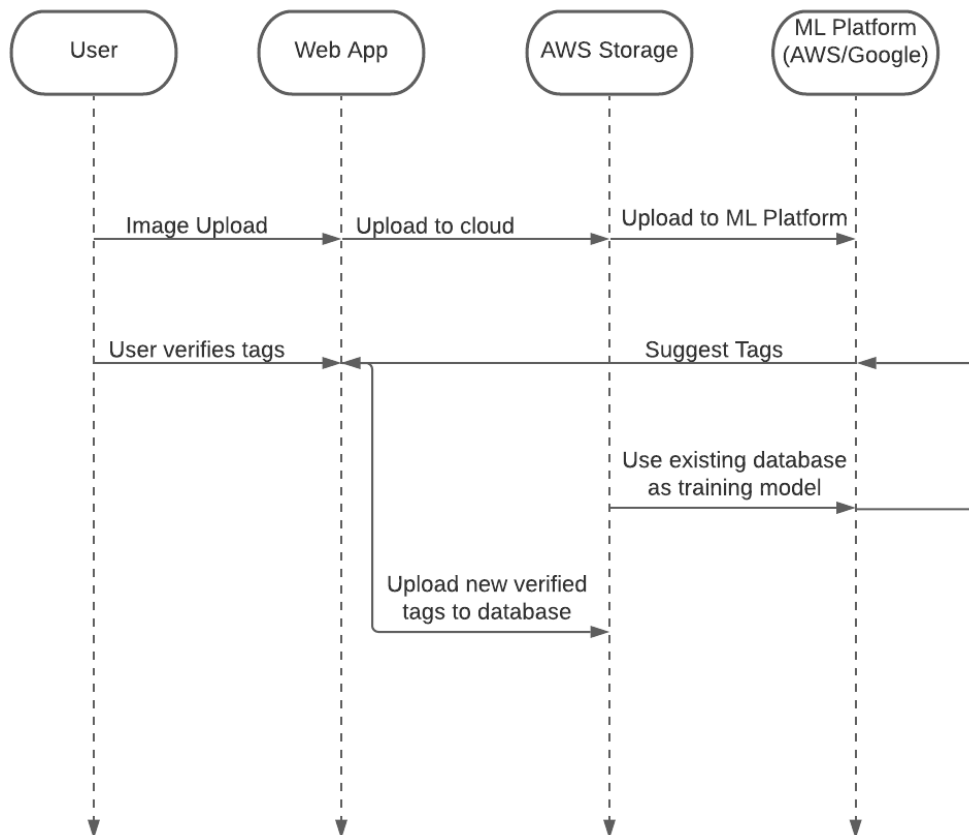 User
Web App
AWS Storage
ML Platform
(AWS/Google)
Image Upload
Upload to cloud
Upload to ML Platform
User verifies tags
Suggest Tags
Use existing database
as training model
Upload new verified
tags to database